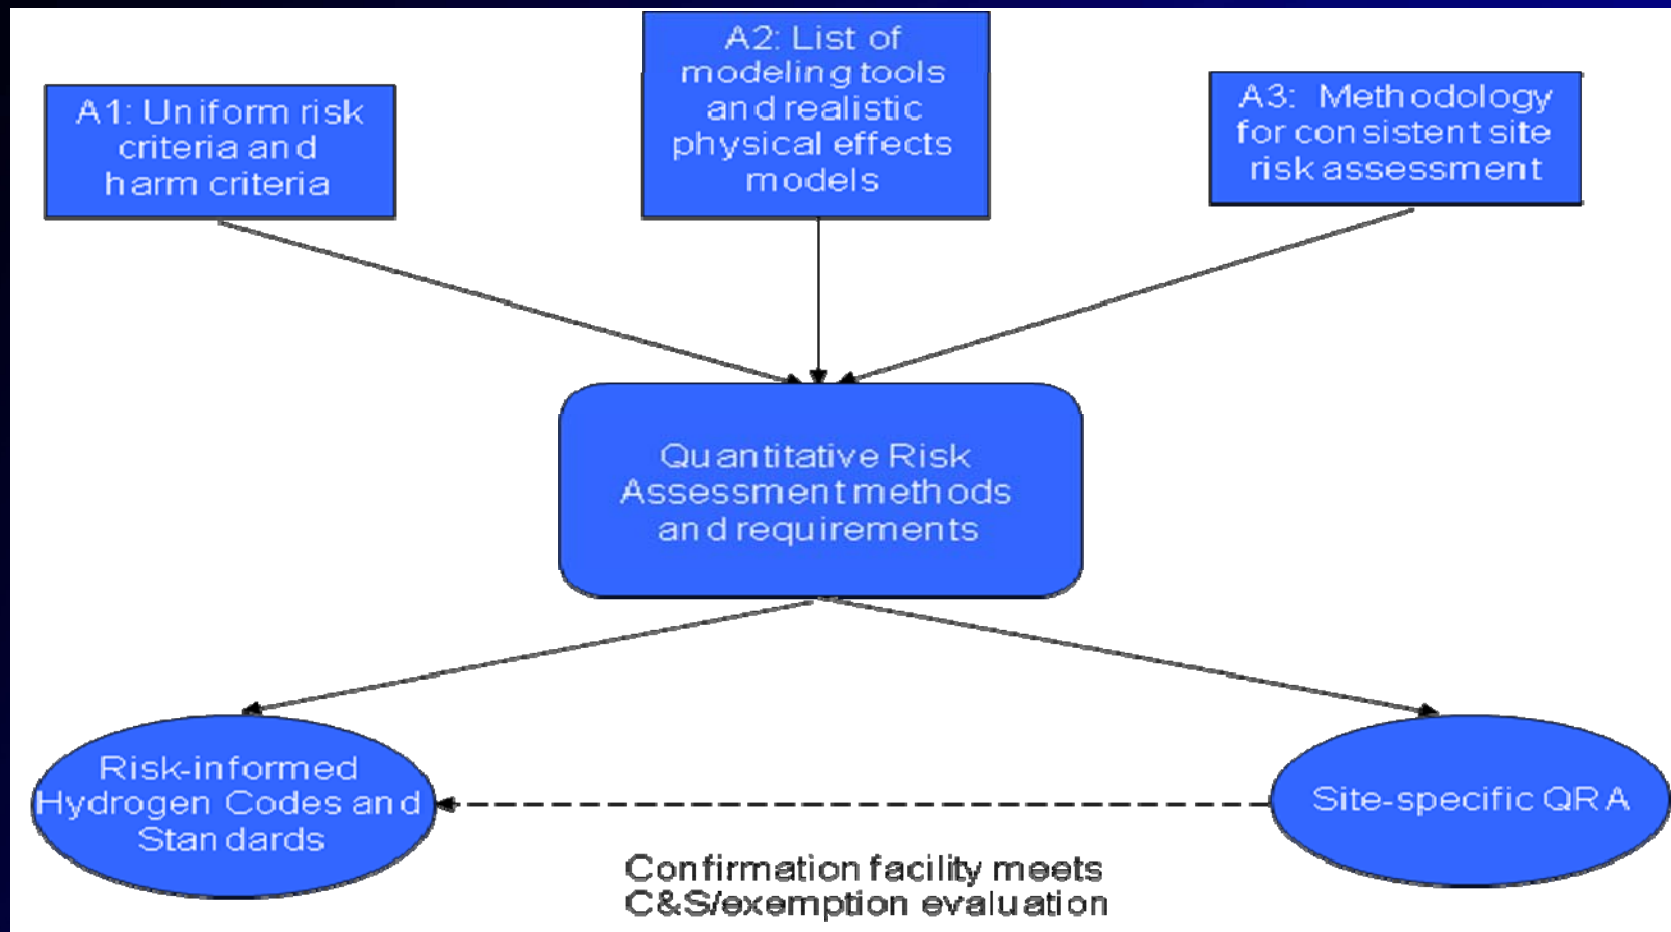 A1: Uniform risk
criteria and
harm criteria
A2: List of
modeling tools
and realistic
physical effects
models
A3: Methodology
for consistent site
risk assessment
Quantitative Risk
Assessment methods
and requirements
Risk-informed
Hydrogen Codes and
Standards
Site-specific QRA
Confirmation facility meets
C&S/exemption evaluation